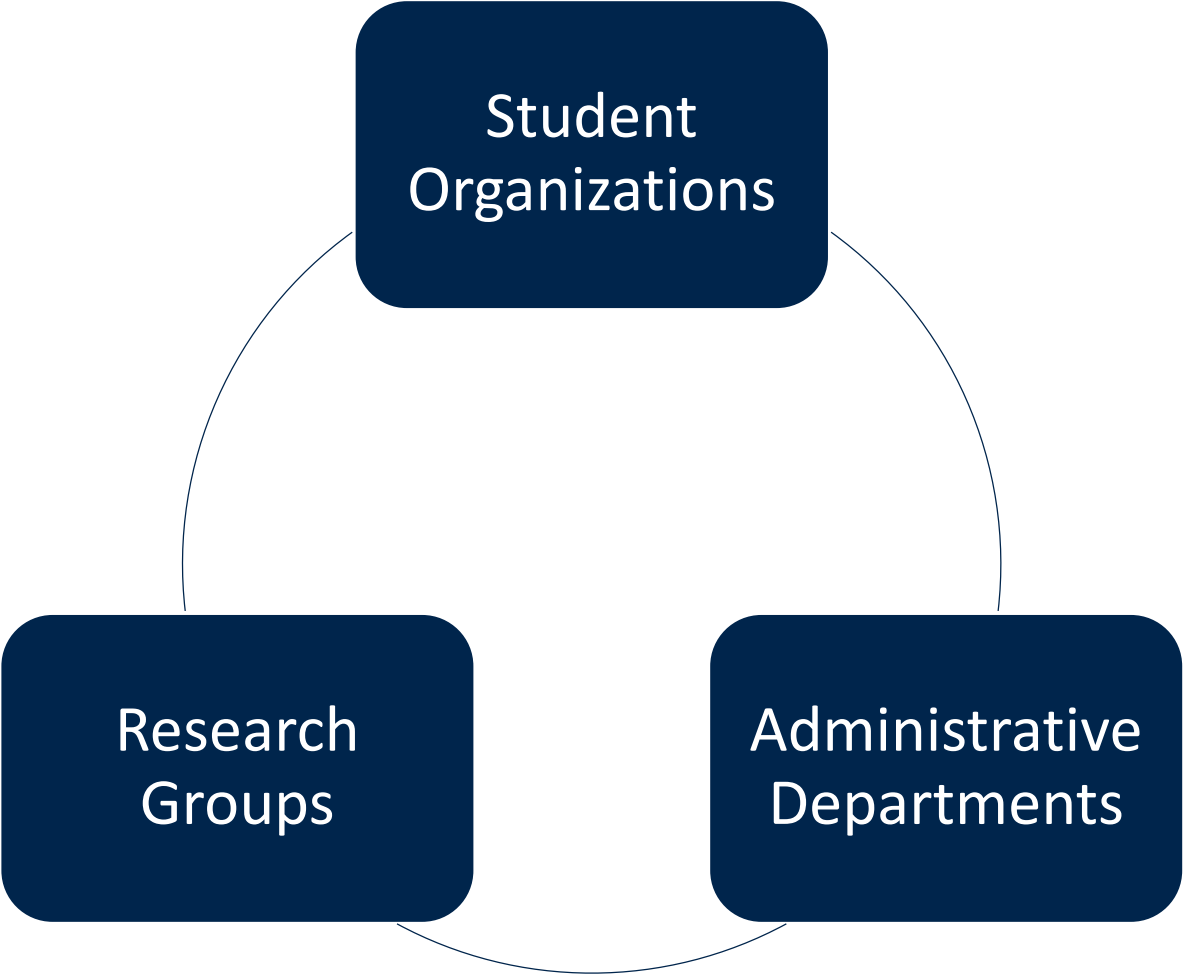 Student
Organizations
Research
Groups
Administrative
Departments